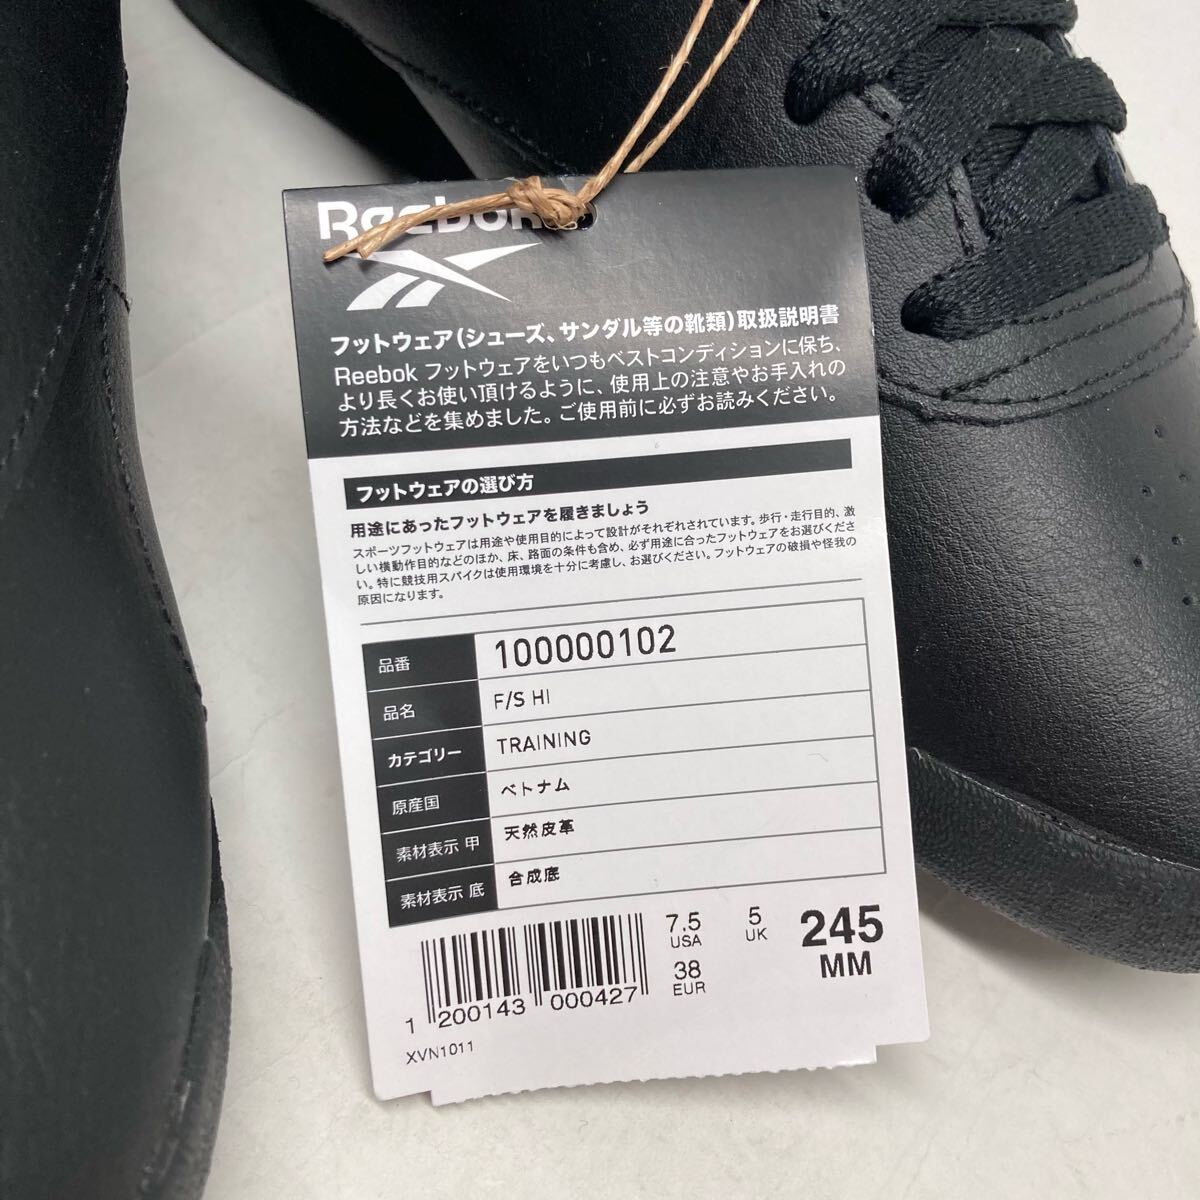 Reebok
フットウェア(シューズ、サンダル等の靴類)取扱説明書
Reebok フットウェアをいつもベストコンディションに保ち、
より長くお使い頂けるように、使用上の注意やお手入れの
方法などを集めました。ご使用前に必ずお読みください。
フットウェアの選び方
用途にあったフットウェアを履きましょう
スポーツフットウェアは用途や使用目的によって設計がそれぞれされています。歩行・走行目的、激
しい横動作目的などのほか、床、路面の条件も含め、必ず用途に合ったフットウェアをお選びくださ
い。特に競技用スパイクは使用環境を十分に考慮し、お選びください。フットウェアの破損や怪我の
原因になります。
品番 100000102
品名 F/S HI
カテゴリー TRAINING
原産国 ベトナム
素材表示 甲 天然皮革
素材表示 底 合成底
7.5 USA 5 UK 245 MM
38 EUR
1 200143 000427
XVN1011